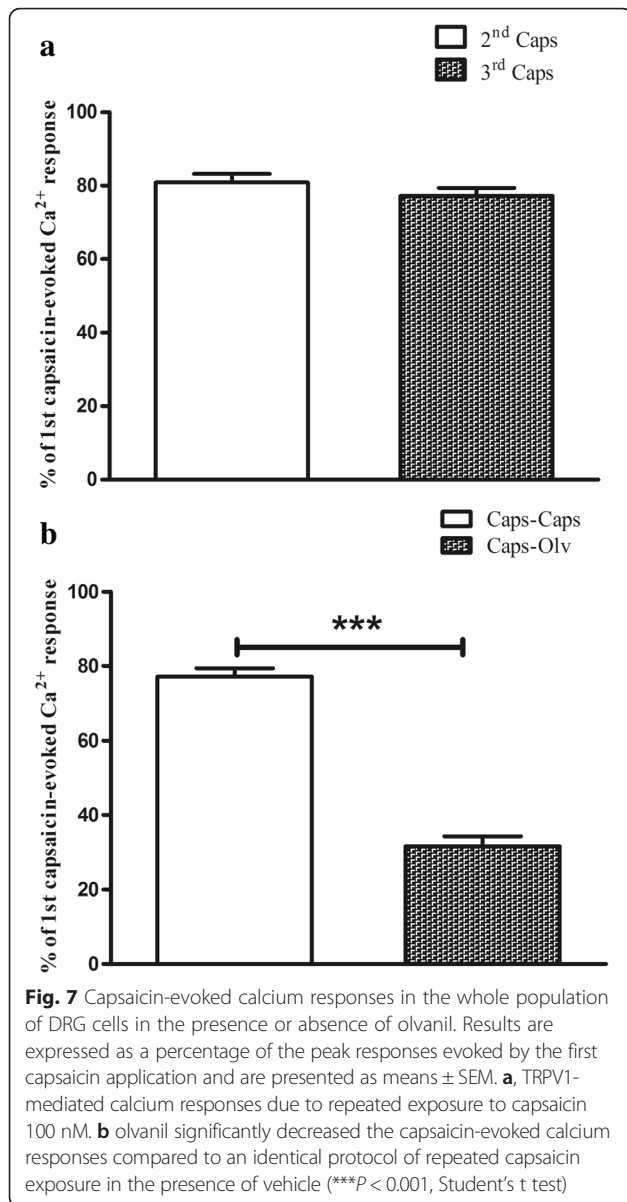 a
2nd Caps
3rd Caps
% of 1st capsaicin-evoked Ca2+ response
100
80
60
40
20
0
b
Caps-Caps
Caps-Olv
% of 1st capsaicin-evoked Ca2+ response
100
80
60
40
20
0
***
Fig. 7 Capsaicin-evoked calcium responses in the whole population
of DRG cells in the presence or absence of olvanil. Results are
expressed as a percentage of the peak responses evoked by the first
capsaicin application and are presented as means ± SEM. a, TRPV1-
mediated calcium responses due to repeated exposure to capsaicin
100 nM. b olvanil significantly decreased the capsaicin-evoked calcium
responses compared to an identical protocol of repeated capsaicin
exposure in the presence of vehicle (***P < 0.001, Student's t test)